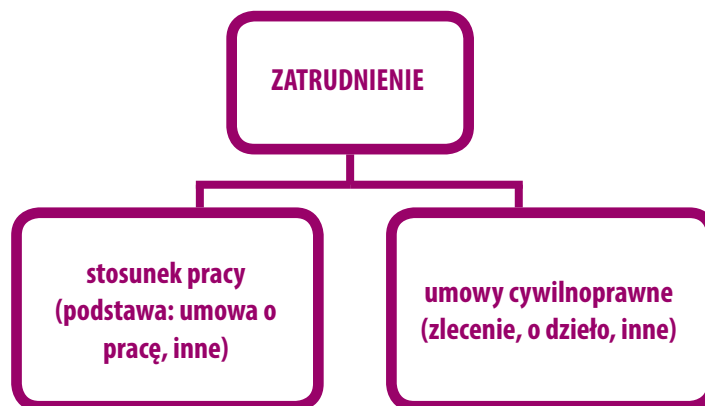 ZATRUDNIENIE
stosunek pracy
(podstawa: umowa o
pracę, inne)
umowy cywilnoprawne
(zlecenie, o dzieło, inne)